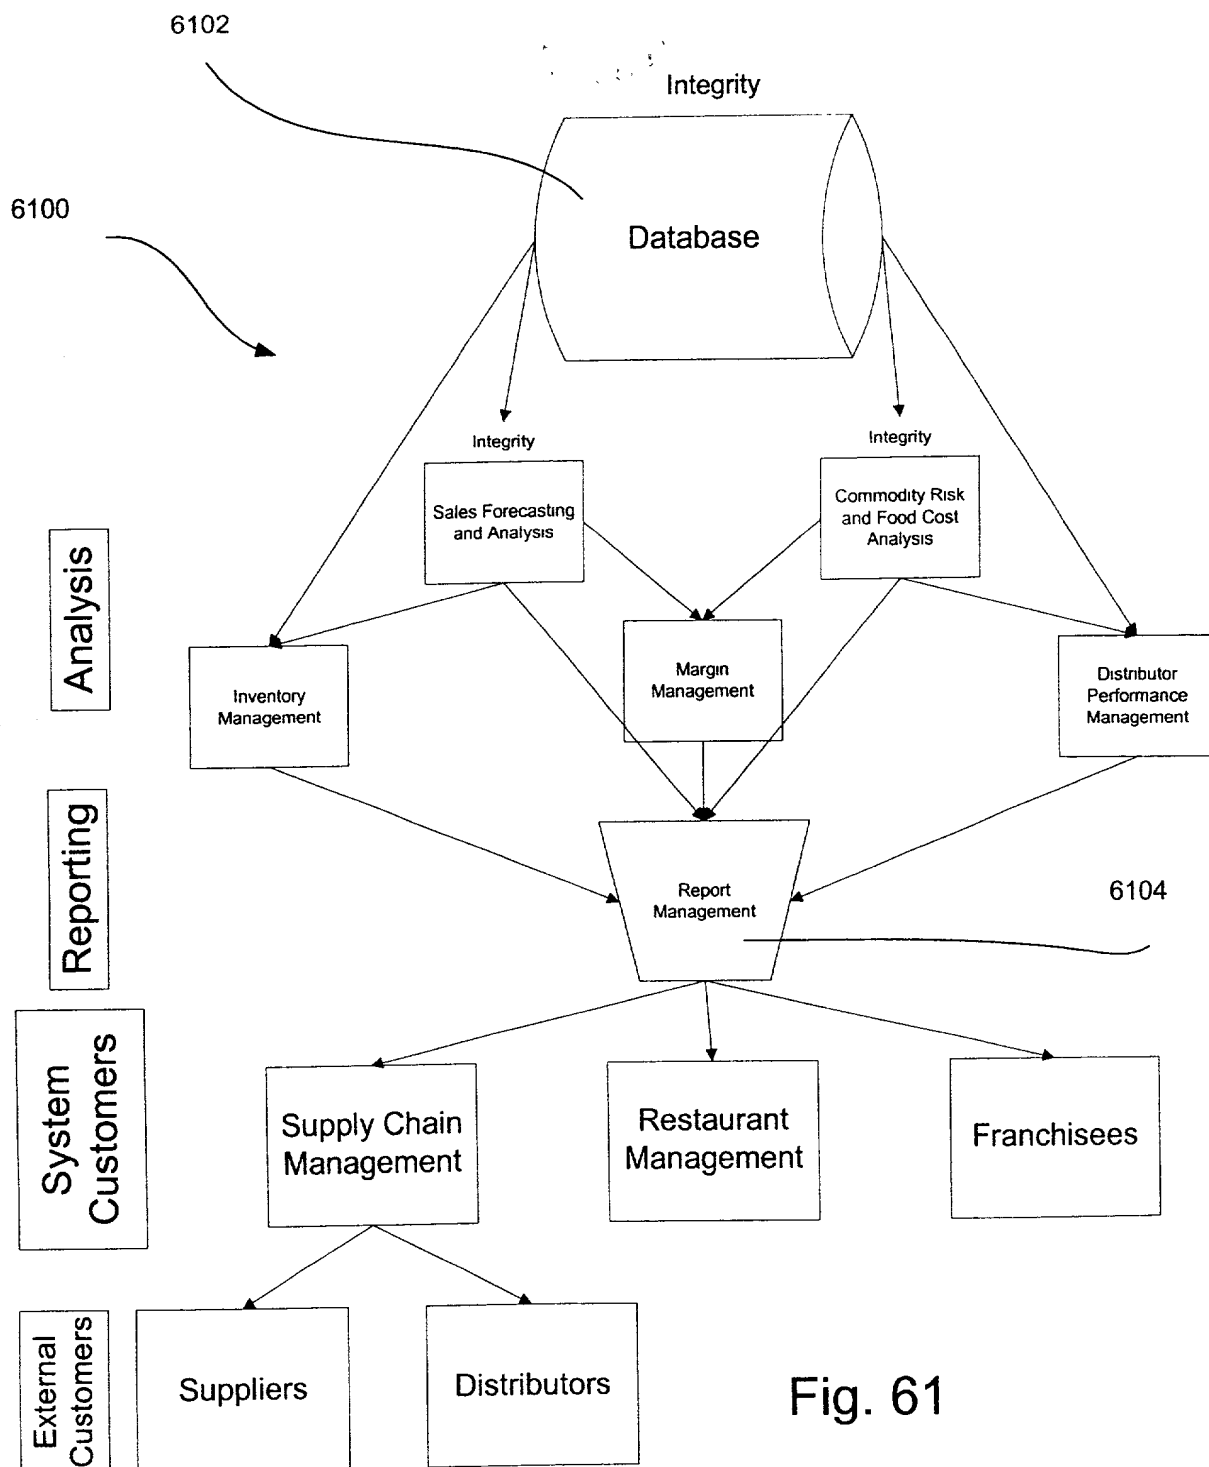 6102
Integrity
6100
Database
Integrity
Integrity
Sales Forecasting
and Analysis
Commodity Risk
and Food Cost
Analysis
Analysis
Inventory
Management
Margin
Management
Distributor
Performance
Management
Reporting
Report
Management
6104
System
Customers
Supply Chain
Management
Restaurant
Management
Franchisees
External
Customers
Suppliers
Distributors
Fig. 61